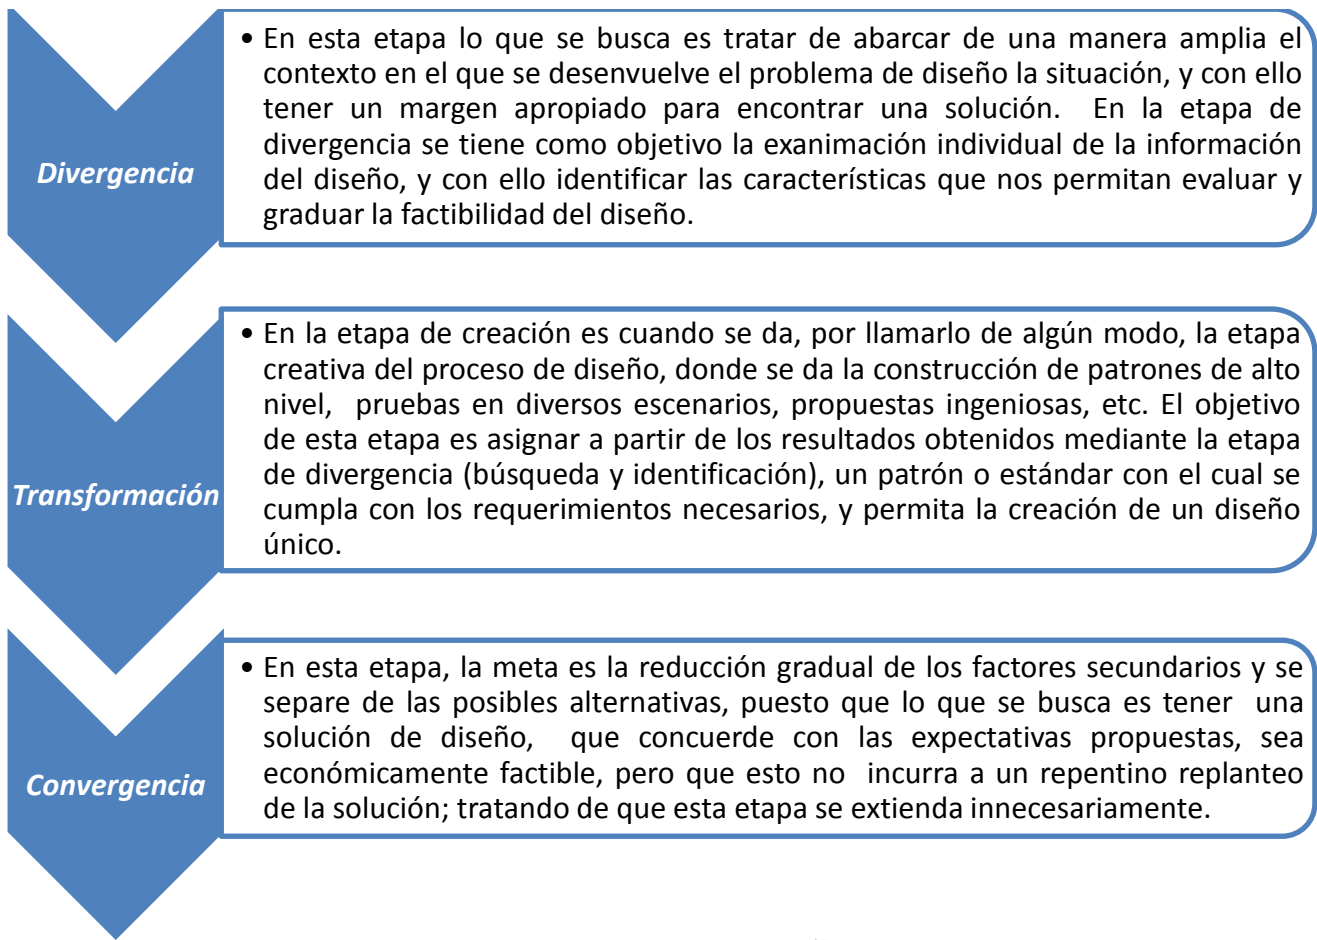 Divergencia
• En esta etapa lo que se busca es tratar de abarcar de una manera amplia el
contexto en el que se desenvuelve el problema de diseño la situación, y con ello
tener un margen apropiado para encontrar una solución. En la etapa de
divergencia se tiene como objetivo la exanimación individual de la información
del diseño, y con ello identificar las características que nos permitan evaluar y
graduar la factibilidad del diseño.
Transformación
• En la etapa de creación es cuando se da, por llamarlo de algún modo, la etapa
creativa del proceso de diseño, donde se da la construcción de patrones de alto
nivel, pruebas en diversos escenarios, propuestas ingeniosas, etc. El objetivo
de esta etapa es asignar a partir de los resultados obtenidos mediante la etapa
de divergencia (búsqueda y identificación), un patrón o estándar con el cual se
cumpla con los requerimientos necesarios, y permita la creación de un diseño
único.
Convergencia
• En esta etapa, la meta es la reducción gradual de los factores secundarios y se
separe de las posibles alternativas, puesto que lo que se busca es tener una
solución de diseño, que concuerde con las expectativas propuestas, sea
económicamente factible, pero que esto no incurra a un repentino replanteo
de la solución; tratando de que esta etapa se extienda innecesariamente.